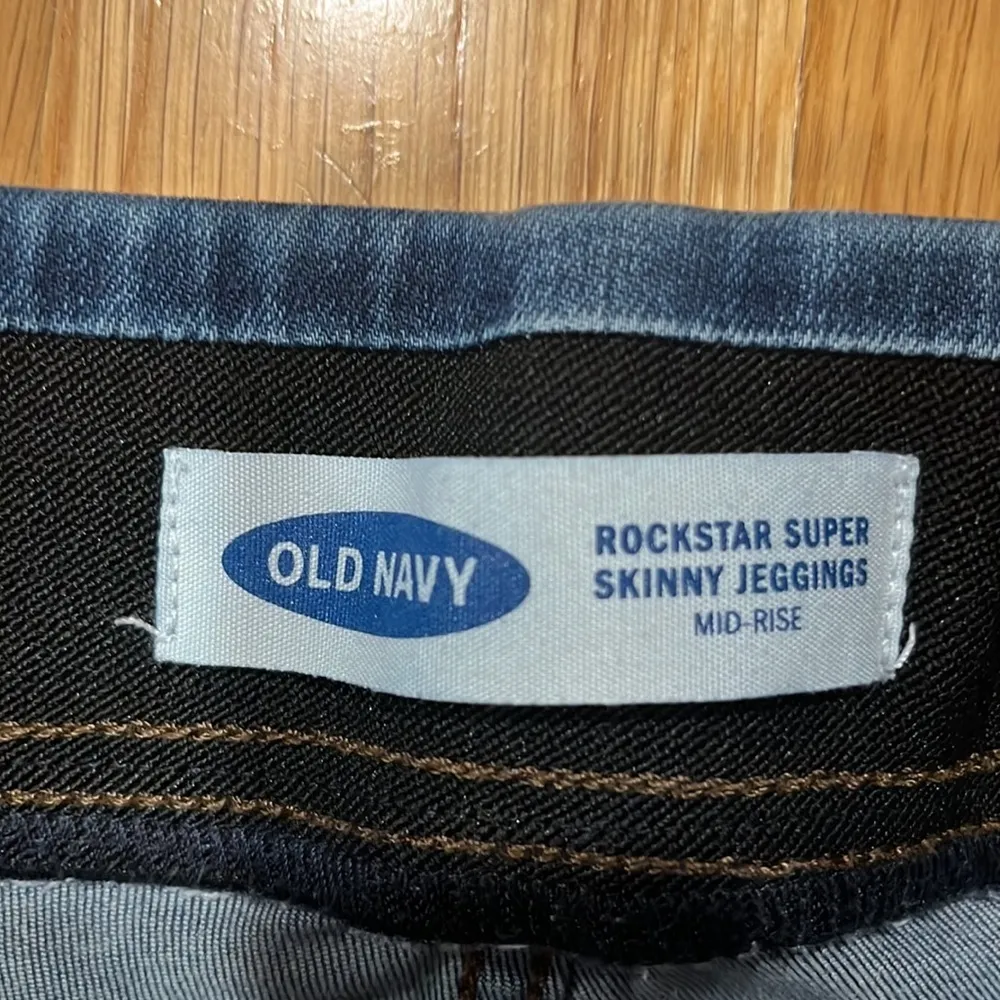 OLD NAVY
ROCKSTAR SUPER
SKINNY JEGGINGS
MID-RISE